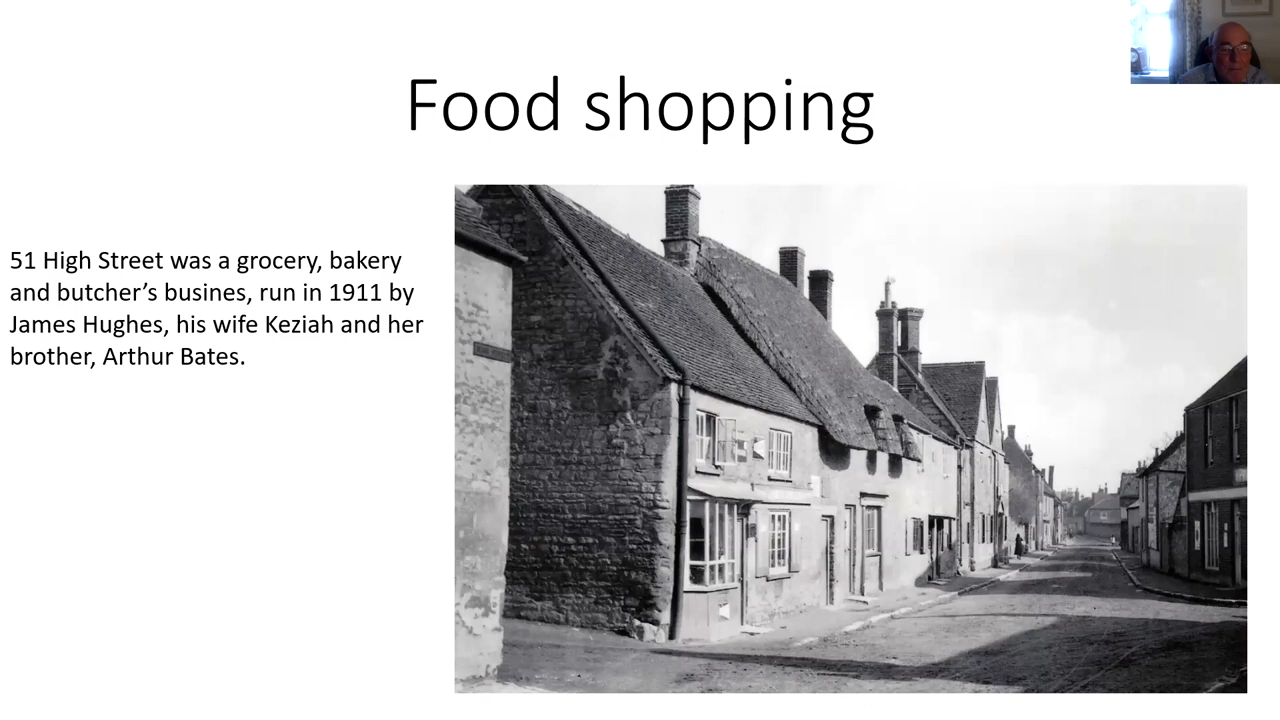 Food shopping
51 High Street was a grocery, bakery
and butcher’s busines, run in 1911 by
James Hughes, his wife Keziah and her
brother, Arthur Bates.